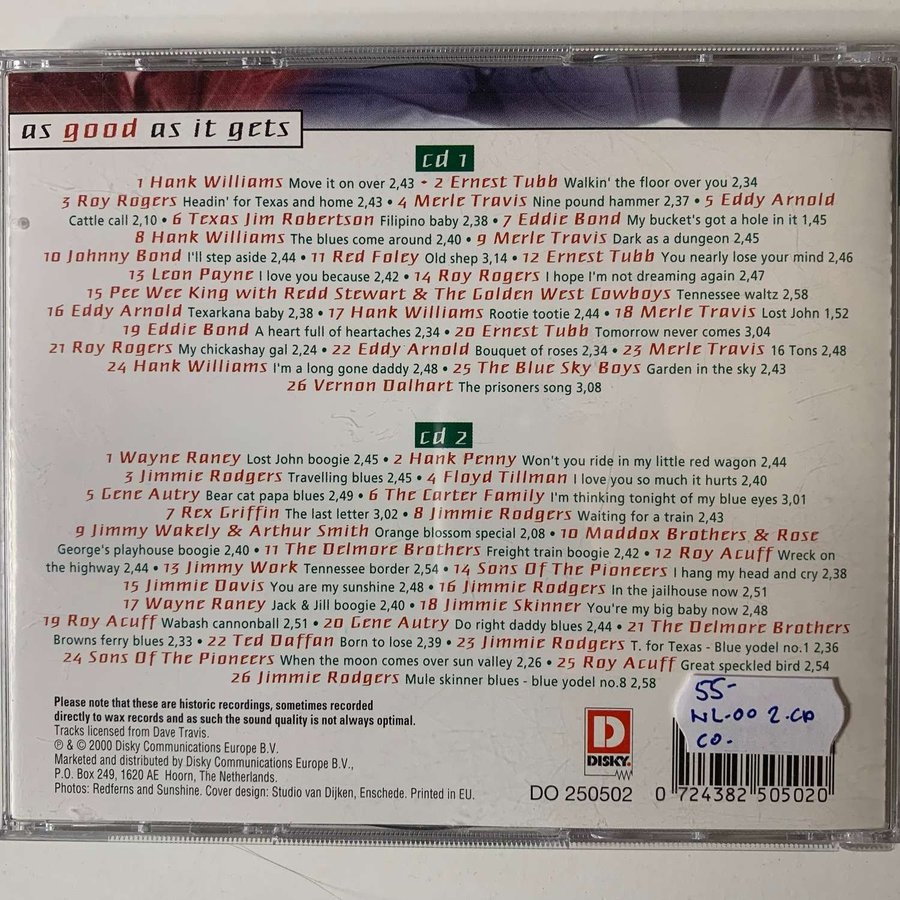 as good as it gets
cd 1
1 Hank Williams Move it on over 2,43 • 2 Ernest Tubb Walkin' the floor over you 2,34
3 Roy Rogers Headin' for Texas and home 2,43 • 4 Merle Travis Nine pound hammer 2,37 • 5 Eddy Arnold
Cattle call 2,10 • 6 Texas Jim Robertson Filipino baby 2,38 • 7 Eddie Bond My bucket's got a hole in it 1,45
8 Hank Williams The blues come around 2,40 • 9 Merle Travis Dark as a dungeon 2,45
10 Johnny Bond I'll step aside 2,44 • 11 Red Foley Old shep 3,14 • 12 Ernest Tubb You nearly lose your mind 2,46
13 Leon Payne I love you because 2,42 • 14 Roy Rogers I hope I'm not dreaming again 2,47
15 Pee Wee King with Redd Stewart & The Golden West Cowboys Tennessee waltz 2,58
16 Eddy Arnold Texarkana baby 2,38 • 17 Hank Williams Rootie tootie 2,44 • 18 Merle Travis Lost John 1,52
19 Eddie Bond A heart full of heartaches 2,34 • 20 Ernest Tubb Tomorrow never comes 3,04
21 Roy Rogers My chickashay gal 2,24 • 22 Eddy Arnold Bouquet of roses 2,34 • 23 Merle Travis 16 Tons 2,48
24 Hank Williams I'm a long gone daddy 2,48 • 25 The Blue Sky Boys Garden in the sky 2,43
26 Vernon Dalhart The prisoners song 3,08
cd 2
1 Wayne Raney Lost John boogie 2,45 • 2 Hank Penny Won't you ride in my little red wagon 2,44
3 Jimmie Rodgers Travelling blues 2,45 • 4 Floyd Tillman I love you so much it hurts 2,40
5 Gene Autry Bear cat papa blues 2,49 • 6 The Carter Family I'm thinking tonight of my blue eyes 3,01
7 Rex Griffin The last letter 3,02 • 8 Jimmie Rodgers Waiting for a train 2,43
9 Jimmy Wakely & Arthur Smith Orange blossom special 2,08 • 10 Maddox Brothers & Rose
George's playhouse boogie 2,40 • 11 The Delmore Brothers Freight train boogie 2,42 • 12 Roy Acuff Wreck on
the highway 2,44 • 13 Jimmy Work Tennessee border 2,54 • 14 Sons Of The Pioneers I hang my head and cry 2,38
15 Jimmie Davis You are my sunshine 2,48 • 16 Jimmie Rodgers In the jailhouse now 2,51
17 Wayne Raney Jack & Jill boogie 2,40 • 18 Jimmie Skinner You're my big baby now 2,48
19 Roy Acuff Wabash cannonball 2,51 • 20 Gene Autry Do right daddy blues 2,44 • 21 The Delmore Brothers
Browns ferry blues 2,33 • 22 Ted Daffan Born to lose 2,39 • 23 Jimmie Rodgers T. for Texas - Blue yodel no.1 2,36
24 Sons Of The Pioneers When the moon comes over sun valley 2,26 • 25 Roy Acuff Great speckled bird 2,54
26 Jimmie Rodgers Mule skinner blues - blue yodel no.8 2,58
Please note that these are historic recordings, sometimes recorded
directly to wax records and as such the sound quality is not always optimal.
Tracks licensed from Dave Travis.
℗ & © 2000 Disky Communications Europe B.V.
Marketed and distributed by Disky Communications Europe B.V.,
P.O. Box 249, 1620 AE Hoorn, The Netherlands.
Photos: Redferns and Sunshine. Cover design: Studio van Dijken, Enschede. Printed in EU.
D
DISKY.
DO 250502
55-
NL-00 2-CD
CO.
0 724382 505020